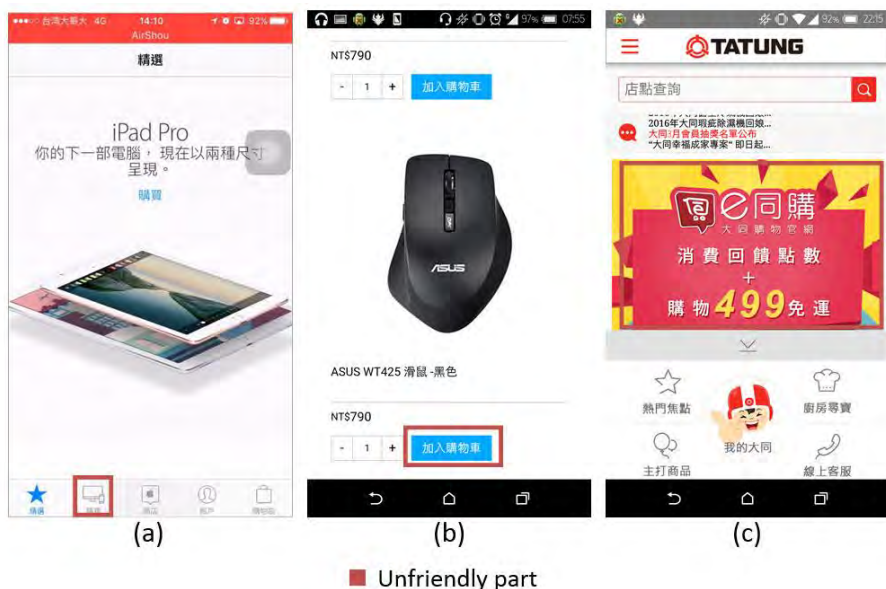 台灣大哥大 4G 14:10 92%
AirShou
精選
iPad Pro
你的下一部電腦，現在以兩種尺寸
呈現。
購買
精選
(a)
97% 07:55
NT$790
- 1 + 加入購物車
ASUS
ASUS WT425 滑鼠 -黑色
NT$790
- 1 + 加入購物車
(b)
92% 22:15
TATUNG
店點查詢
2016年大同瑕疵除濕機回娘...
大同3月會員抽獎名單公布
"大同幸福成家專案" 即日起...
e同購
大同購物官網
消費回饋點數
+
購物499免運
熱門焦點
廚房尋寶
我的大同
主打商品
線上客服
(c)
Unfriendly part